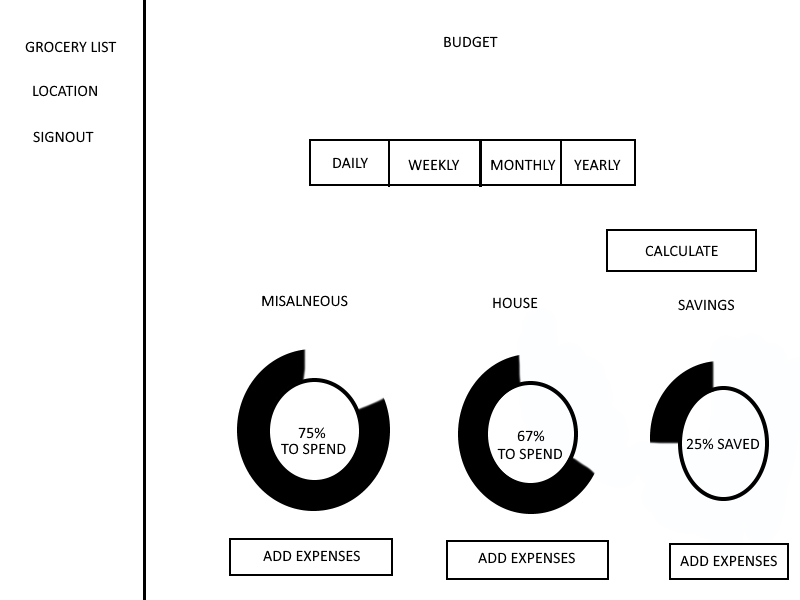 GROCERY LIST
LOCATION
SIGNOUT
BUDGET
DAILY
WEEKLY
MONTHLY
YEARLY
CALCULATE
MISALNEOUS
HOUSE
SAVINGS
75%
TO SPEND
67%
TO SPEND
25% SAVED
ADD EXPENSES
ADD EXPENSES
ADD EXPENSES